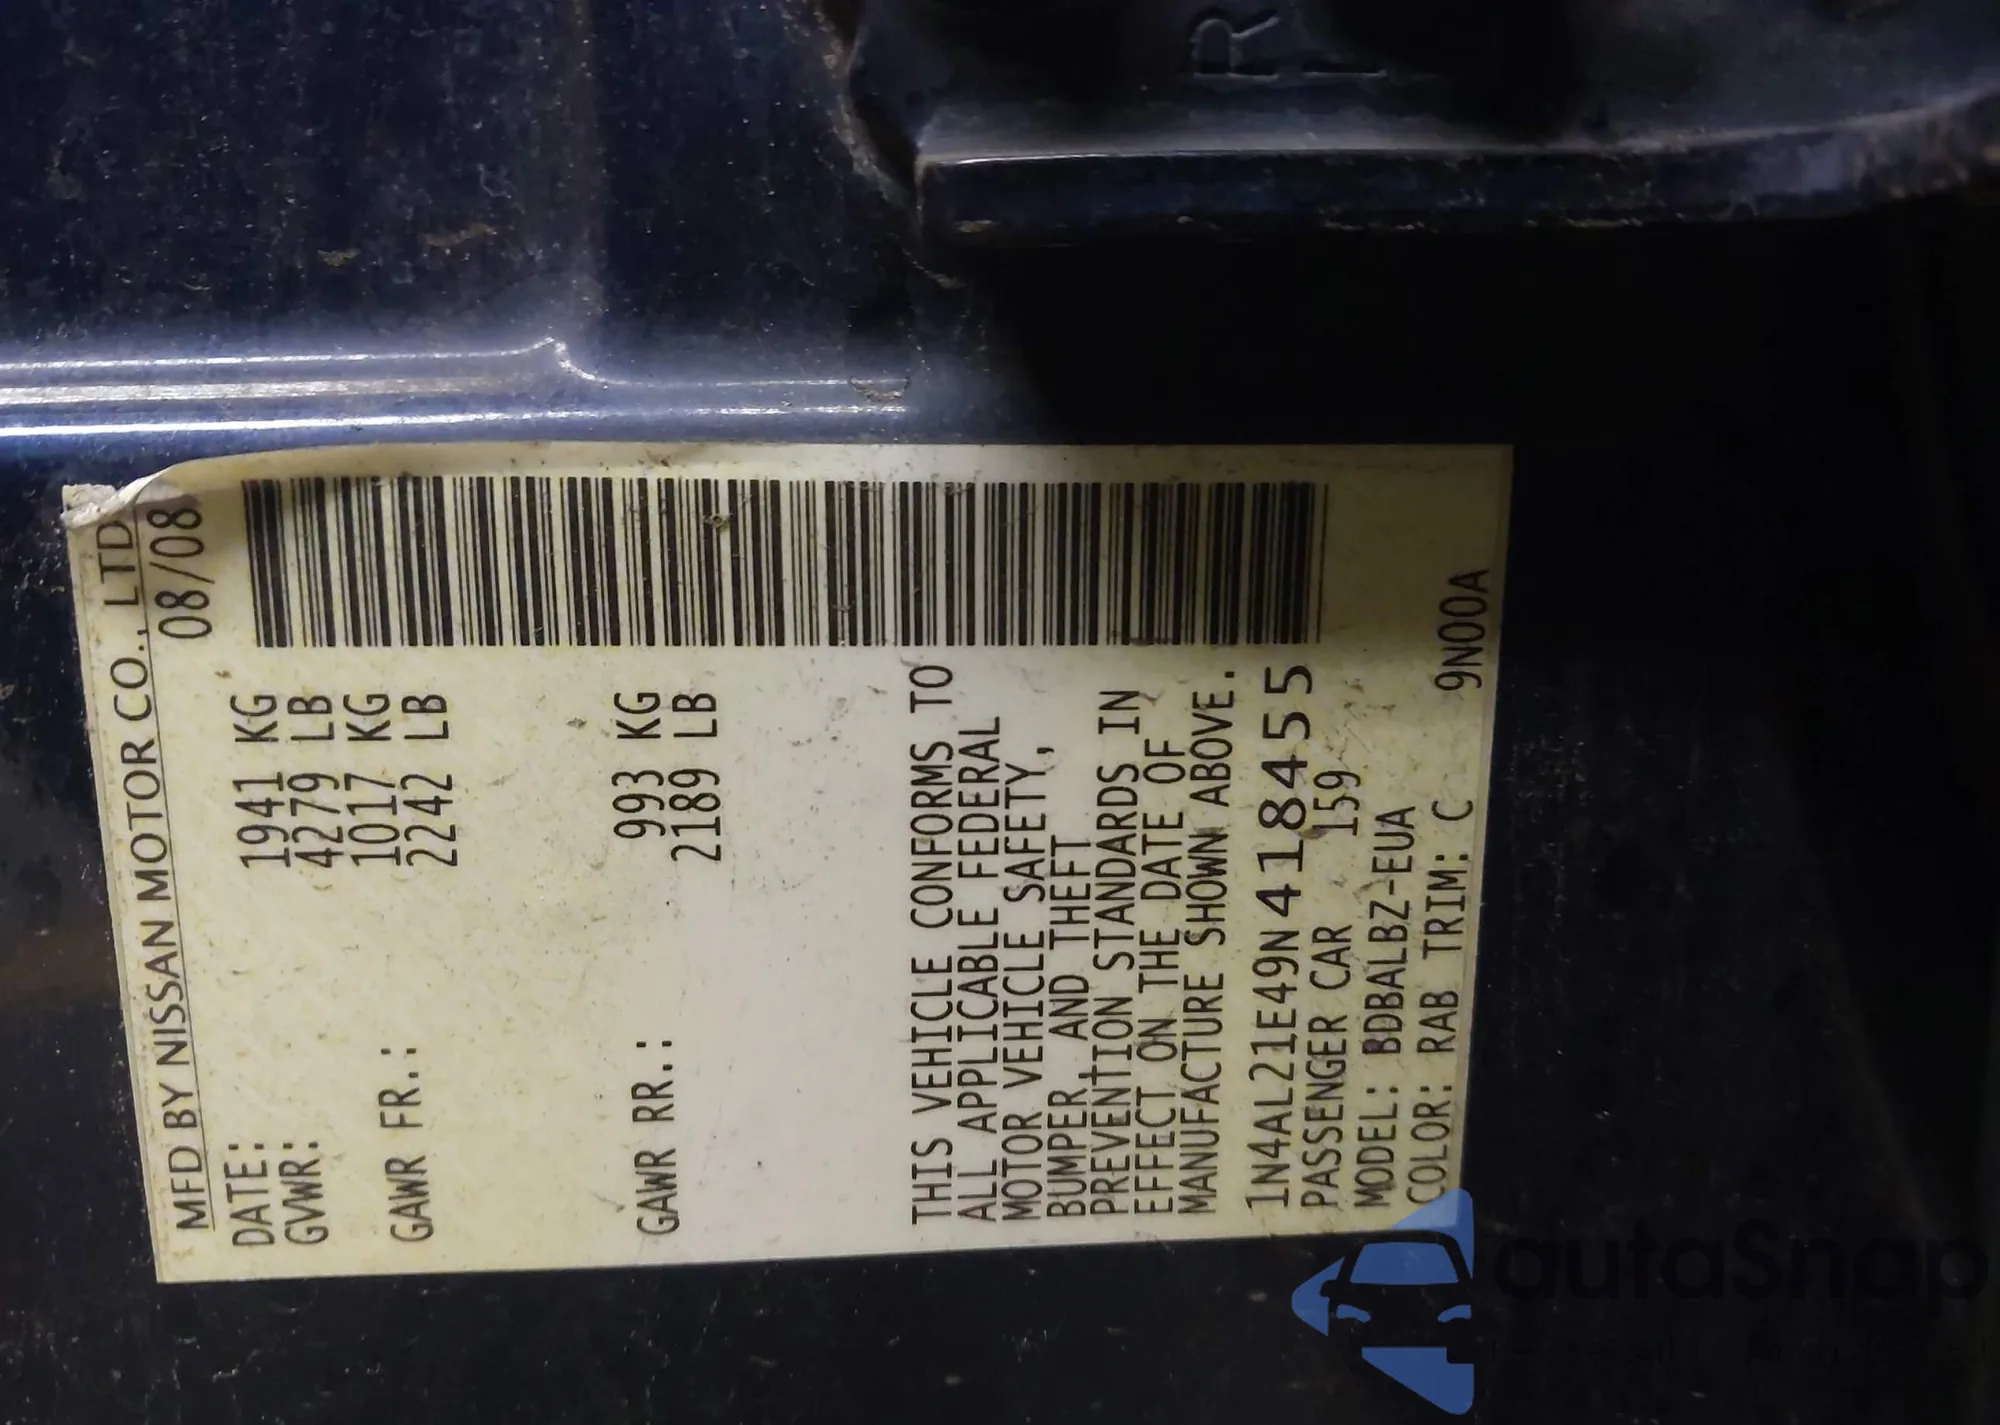 MFD BY NISSAN MOTOR CO., LTD
DATE: 08/08
GVWR: 1941 KG
4279 LB
GAWR FR.: 1017 KG
2242 LB
GAWR RR.: 993 KG
2189 LB
THIS VEHICLE CONFORMS TO
ALL APPLICABLE FEDERAL
MOTOR VEHICLE SAFETY,
BUMPER, AND THEFT
PREVENTION STANDARDS IN
EFFECT ON THE DATE OF
MANUFACTURE SHOWN ABOVE.
1N4AL21E49N418455
PASSENGER CAR 159
MODEL: BDBALBZ-EUA
COLOR: RAB TRIM: C 9N00A
R
autaSnap